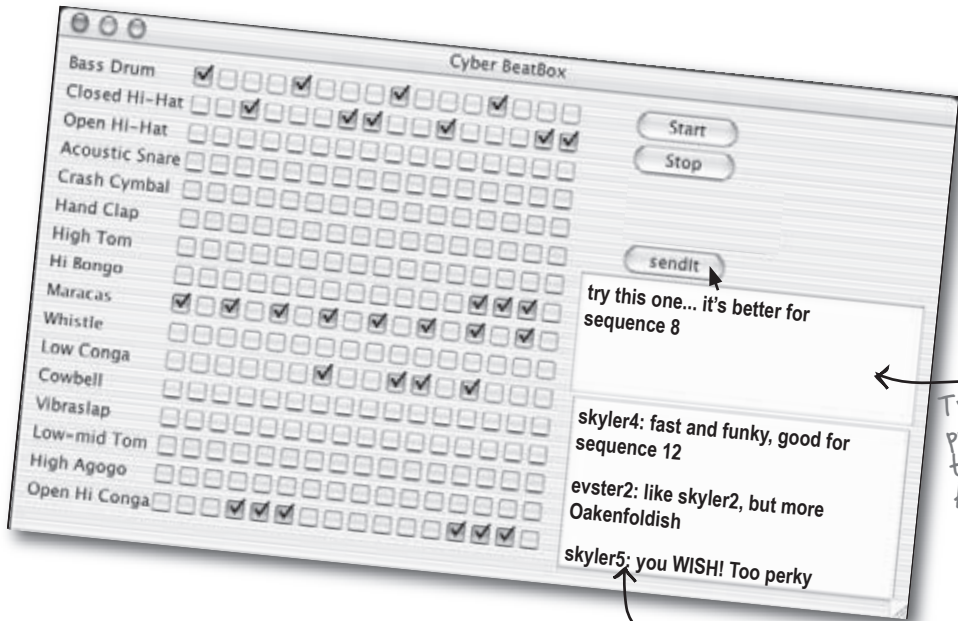 Cyber BeatBox
Bass Drum
Closed Hi-Hat
Open Hi-Hat
Acoustic Snare
Crash Cymbal
Hand Clap
High Tom
Hi Bongo
Maracas
Whistle
Low Conga
Cowbell
Vibraslap
Low-mid Tom
High Agogo
Open Hi Conga
Start
Stop
sendIt
try this one... it's better for
sequence 8
skyler4: fast and funky, good for
sequence 12
evster2: like skyler2, but more
Oakenfoldish
skyler5: you WISH! Too perky